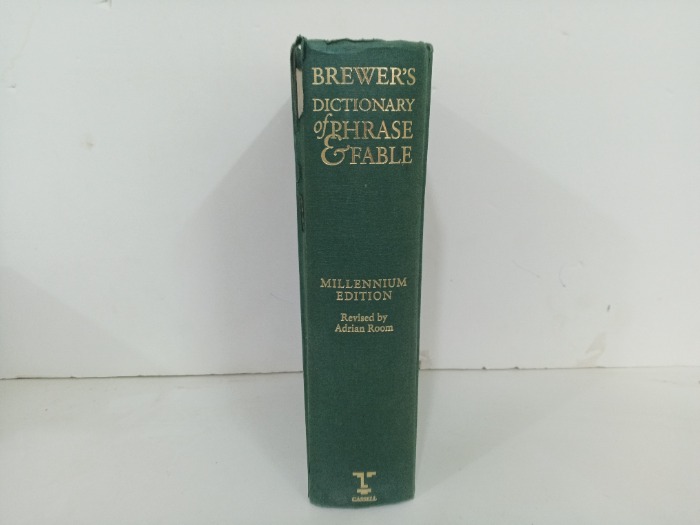 BREWER'S
DICTIONARY
of PHRASE
& FABLE
MILLENNIUM
EDITION
Revised by
Adrian Room
CASSELL